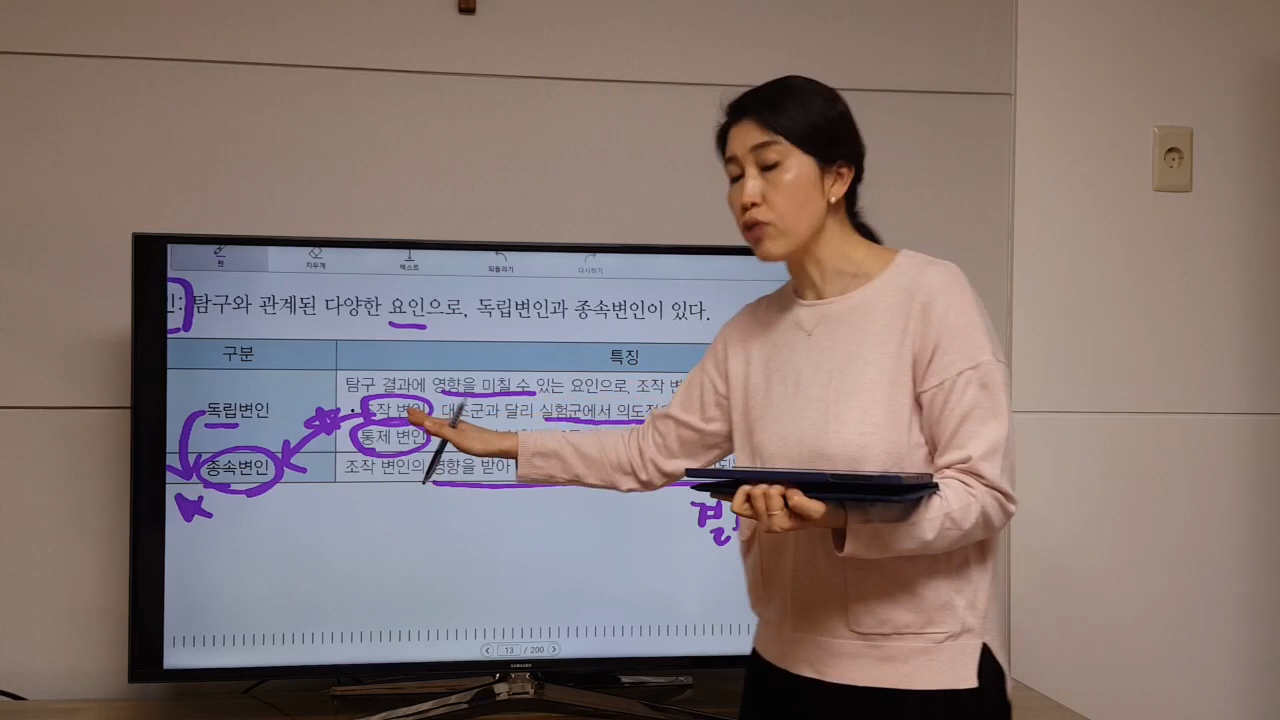 펜 지우개 텍스트 되돌리기 다시하기
인: 탐구와 관계된 다양한 요인으로, 독립변인과 종속변인이 있다.
구분 특징
탐구 결과에 영향을 미칠 수 있는 요인으로, 조작
독립변인
• 조작 변인 대조군과 달리 실험군에서
통제 변인
종속변인 조작 변인의 영향을 받아
13 / 200
SAMSUNG